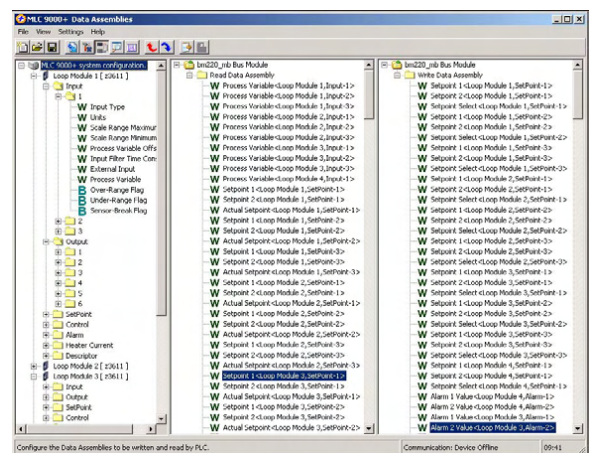 MLC 9000+ Data Assemblies
File View Settings Help
MLC 9000+ system configuration.
Loop Module 1 [ z3611 ]
Input
1
W Input Type
W Units
W Scale Range Maximur
W Scale Range Minimum
W Process Variable Offs
W Input Filter Time Con
W External Input
W Process Variable
B Over-Range Flag
B Under-Range Flag
B Sensor-Break Flag
2
3
Output
1
2
3
4
5
6
SetPoint
Control
Alarm
Heater Current
Descriptor
Loop Module 2 [ z3611 ]
Loop Module 3 [ z3611 ]
Input
Output
SetPoint
Control
bm220_mb Bus Module
Read Data Assembly
W Process Variable<Loop Module 1,Input-1>
W Process Variable<Loop Module 1,Input-2>
W Process Variable<Loop Module 1,Input-3>
W Process Variable<Loop Module 2,Input-1>
W Process Variable<Loop Module 2,Input-2>
W Process Variable<Loop Module 2,Input-3>
W Process Variable<Loop Module 3,Input-1>
W Process Variable<Loop Module 3,Input-2>
W Process Variable<Loop Module 4,Input-1>
W Setpoint 1<Loop Module 1,SetPoint-1>
W Setpoint 2<Loop Module 1,SetPoint-1>
W Actual Setpoint<Loop Module 1,SetPoint-1>
W Setpoint 1<Loop Module 1,SetPoint-2>
W Setpoint 2<Loop Module 1,SetPoint-2>
W Actual Setpoint<Loop Module 1,SetPoint-2>
W Setpoint 1<Loop Module 1,SetPoint-3>
W Setpoint 2<Loop Module 1,SetPoint-3>
W Actual Setpoint<Loop Module 1,SetPoint-3>
W Setpoint 1<Loop Module 2,SetPoint-1>
W Setpoint 2<Loop Module 2,SetPoint-1>
W Actual Setpoint<Loop Module 2,SetPoint-1>
W Setpoint 1<Loop Module 2,SetPoint-2>
W Setpoint 2<Loop Module 2,SetPoint-2>
W Actual Setpoint<Loop Module 2,SetPoint-2>
W Setpoint 1<Loop Module 2,SetPoint-3>
W Setpoint 2<Loop Module 2,SetPoint-3>
W Actual Setpoint<Loop Module 2,SetPoint-3>
W Setpoint 1<Loop Module 3,SetPoint-1>
W Setpoint 2<Loop Module 3,SetPoint-1>
W Actual Setpoint<Loop Module 3,SetPoint-1>
W Setpoint 1<Loop Module 3,SetPoint-2>
W Setpoint 2<Loop Module 3,SetPoint-2>
W Actual Setpoint<Loop Module 3,SetPoint-2>
bm220_mb Bus Module
Write Data Assembly
W Setpoint 1<Loop Module 1,SetPoint-1>
W Setpoint 2<Loop Module 1,SetPoint-1>
W Setpoint Select<Loop Module 1,SetPoint-1>
W Setpoint 1<Loop Module 1,SetPoint-2>
W Setpoint 2<Loop Module 1,SetPoint-2>
W Setpoint Select<Loop Module 1,SetPoint-2>
W Setpoint 1<Loop Module 1,SetPoint-3>
W Setpoint 2<Loop Module 1,SetPoint-3>
W Setpoint Select<Loop Module 1,SetPoint-3>
W Setpoint 1<Loop Module 2,SetPoint-1>
W Setpoint 2<Loop Module 2,SetPoint-1>
W Setpoint Select<Loop Module 2,SetPoint-1>
W Setpoint 1<Loop Module 2,SetPoint-2>
W Setpoint 2<Loop Module 2,SetPoint-2>
W Setpoint Select<Loop Module 2,SetPoint-2>
W Setpoint 1<Loop Module 2,SetPoint-3>
W Setpoint 2<Loop Module 2,SetPoint-3>
W Setpoint Select<Loop Module 2,SetPoint-3>
W Setpoint 1<Loop Module 3,SetPoint-1>
W Setpoint 2<Loop Module 3,SetPoint-1>
W Setpoint Select<Loop Module 3,SetPoint-1>
W Setpoint 1<Loop Module 3,SetPoint-2>
W Setpoint 2<Loop Module 3,SetPoint-2>
W Setpoint Select<Loop Module 3,SetPoint-2>
W Setpoint 1<Loop Module 3,SetPoint-3>
W Setpoint 2<Loop Module 3,SetPoint-3>
W Setpoint Select<Loop Module 3,SetPoint-3>
W Setpoint 1<Loop Module 4,SetPoint-1>
W Setpoint 2<Loop Module 4,SetPoint-1>
W Setpoint Select<Loop Module 4,SetPoint-1>
W Alarm 1 Value<Loop Module 4,Alarm-1>
W Alarm 2 Value<Loop Module 4,Alarm-1>
W Alarm 1 Value<Loop Module 3,Alarm-2>
W Alarm 2 Value<Loop Module 3,Alarm-2>
Configure the Data Assemblies to be written and read by PLC.
Communication: Device Offline
09:41